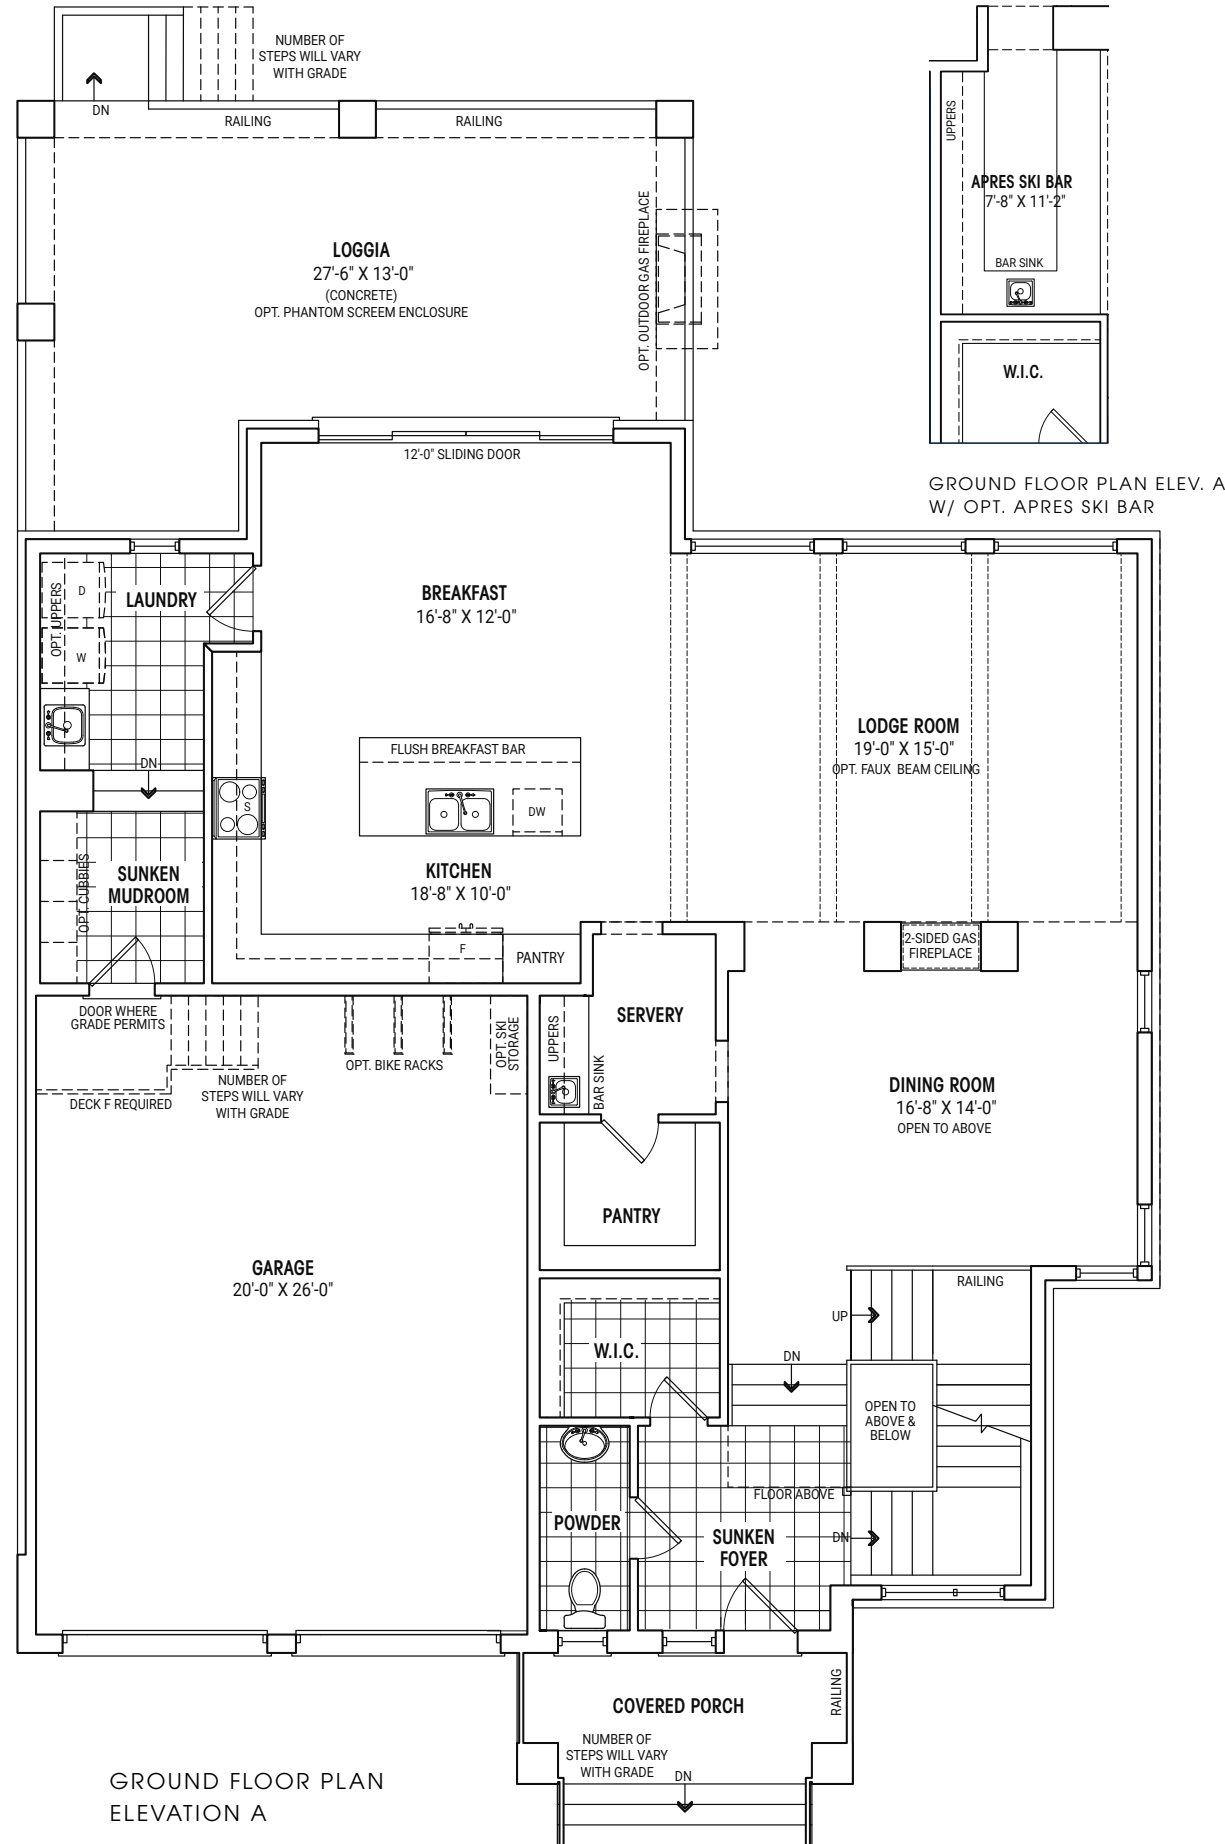 NUMBER OF
STEPS WILL VARY
WITH GRADE
DN
RAILING
RAILING
LOGGIA
27'-6" X 13'-0"
(CONCRETE)
OPT. PHANTOM SCREEM ENCLOSURE
OPT. OUTDOOR GAS FIREPLACE
12'-0" SLIDING DOOR
UPPERS
APRES SKI BAR
7'-8" X 11'-2"
BAR SINK
W.I.C.
GROUND FLOOR PLAN ELEV. A
W/ OPT. APRES SKI BAR
D
OPT. UPPERS
LAUNDRY
W
DN
BREAKFAST
16'-8" X 12'-0"
LODGE ROOM
19'-0" X 15'-0"
OPT. FAUX BEAM CEILING
FLUSH BREAKFAST BAR
DW
S
KITCHEN
18'-8" X 10'-0"
F
PANTRY
SUNKEN
MUDROOM
OPT. CUBBIES
2-SIDED GAS
FIREPLACE
DOOR WHERE
GRADE PERMITS
DECK F REQUIRED
NUMBER OF
STEPS WILL VARY
WITH GRADE
OPT. BIKE RACKS
OPT. SKI
STORAGE
UPPERS
BAR SINK
SERVERY
DINING ROOM
16'-8" X 14'-0"
OPEN TO ABOVE
PANTRY
GARAGE
20'-0" X 26'-0"
RAILING
UP
W.I.C.
DN
OPEN TO
ABOVE &
BELOW
FLOOR ABOVE
POWDER
SUNKEN
FOYER
DN
COVERED PORCH
RAILING
NUMBER OF
STEPS WILL VARY
WITH GRADE
DN
GROUND FLOOR PLAN
ELEVATION A